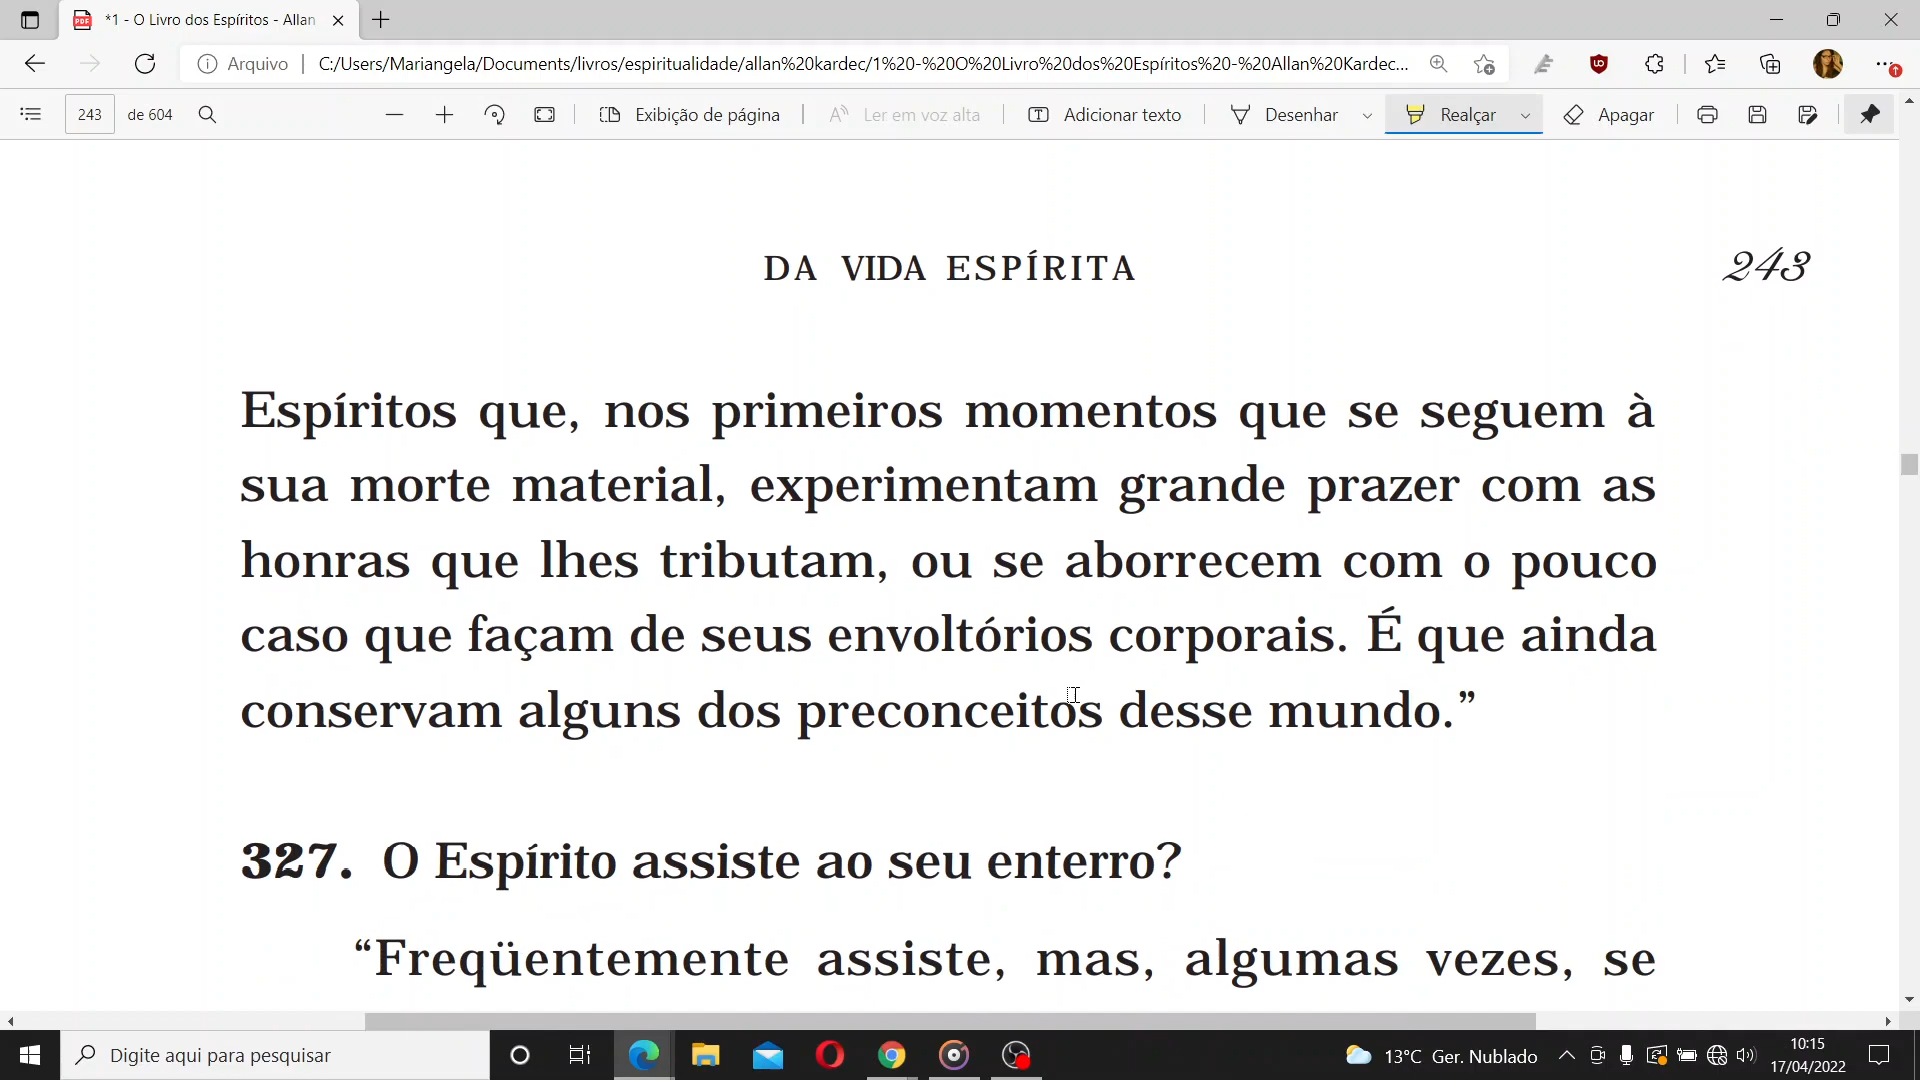 *1 - O Livro dos Espíritos - Allan
Arquivo
C:/Users/Mariangela/Documents/livros/espiritualidade/allan%20kardec/1%20-%20O%20Livro%20dos%20Espíritos%20-%20Allan%20Kardec...
243 de 604
Exibição de página
Ler em voz alta
Adicionar texto
Desenhar
Realçar
Apagar
DA VIDA ESPÍRITA
243
Espíritos que, nos primeiros momentos que se seguem à
sua morte material, experimentam grande prazer com as
honras que lhes tributam, ou se aborrecem com o pouco
caso que façam de seus envoltórios corporais. É que ainda
conservam alguns dos preconceitos desse mundo.”
327. O Espírito assiste ao seu enterro?
“Freqüentemente assiste, mas, algumas vezes, se
Digite aqui para pesquisar
13°C Ger. Nublado
10:15
17/04/2022